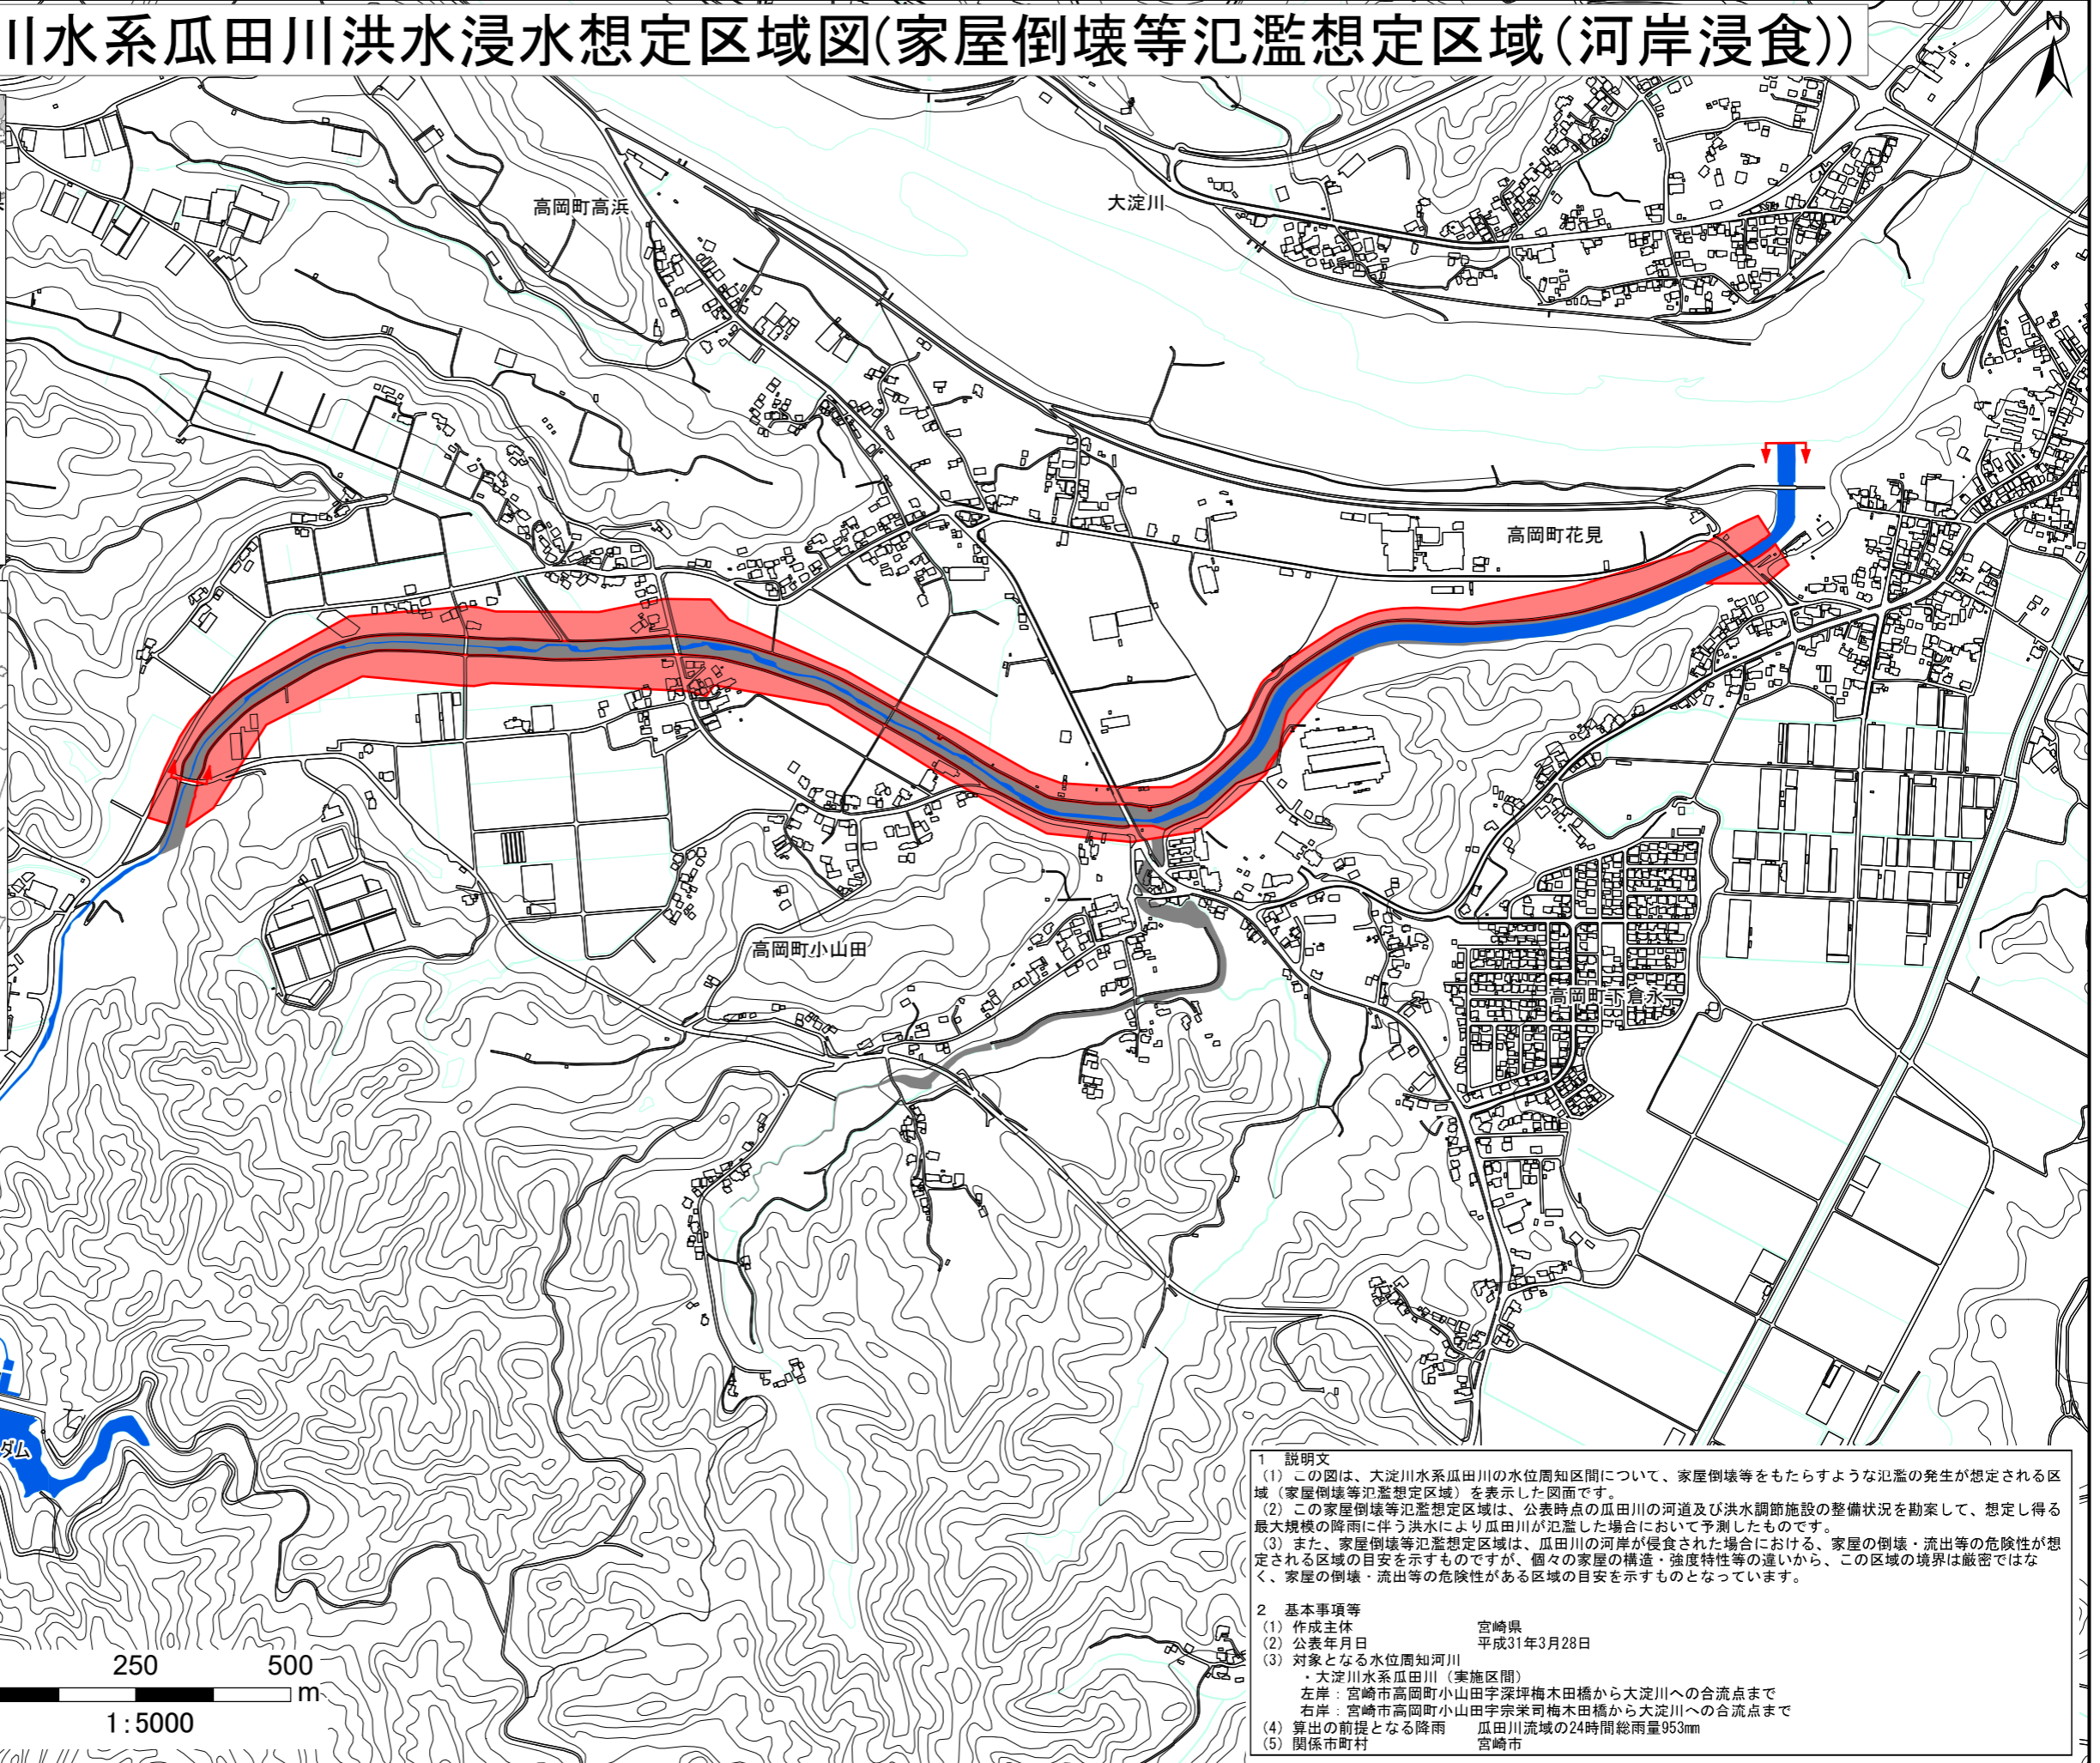 川水系瓜田川洪水浸水想定区域図(家屋倒壊等氾濫想定区域(河岸浸食))
N
高岡町高浜
大淀川
高岡町花見
高岡町小山田
高岡町下倉永
ダム
250 500
m
1:5000
1 説明文
(1) この図は、大淀川水系瓜田川の水位周知区間について、家屋倒壊等をもたらすような氾濫の発生が想定される区
域(家屋倒壊等氾濫想定区域)を表示した図面です。
(2) この家屋倒壊等氾濫想定区域は、公表時点の瓜田川の河道及び洪水調節施設の整備状況を勘案して、想定し得る
最大規模の降雨に伴う洪水により瓜田川が氾濫した場合において予測したものです。
(3) また、家屋倒壊等氾濫想定区域は、瓜田川の河岸が侵食された場合における、家屋の倒壊・流出等の危険性が想
定される区域の目安を示すものですが、個々の家屋の構造・強度特性等の違いから、この区域の境界は厳密ではな
く、家屋の倒壊・流出等の危険性がある区域の目安を示すものとなっています。
2 基本事項等
(1) 作成主体 宮崎県
(2) 公表年月日 平成31年3月28日
(3) 対象となる水位周知河川
・大淀川水系瓜田川(実施区間)
左岸:宮崎市高岡町小山田字深坪梅木田橋から大淀川への合流点まで
右岸:宮崎市高岡町小山田字宗栄司梅木田橋から大淀川への合流点まで
(4) 算出の前提となる降雨 瓜田川流域の24時間総雨量953mm
(5) 関係市町村 宮崎市